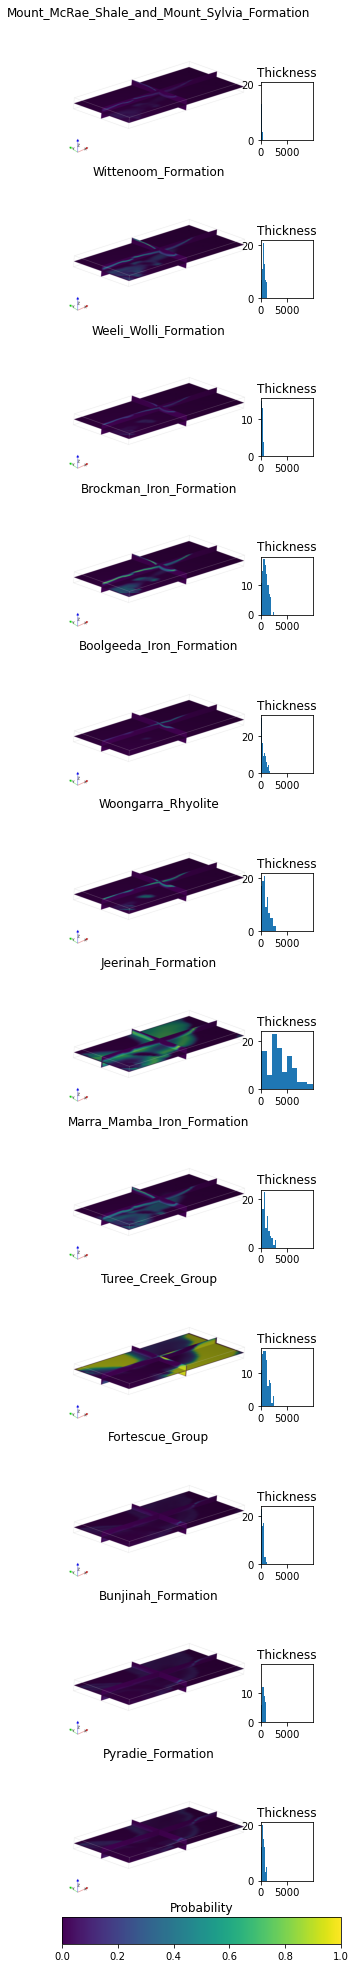 Mount_McRae_Shale_and_Mount_Sylvia_Formation
Thickness
20
0
0 5000
Wittenoom_Formation
Thickness
20
0
0 5000
Weeli_Wolli_Formation
Thickness
10
0
0 5000
Brockman_Iron_Formation
Thickness
10
0
0 5000
Boolgeeda_Iron_Formation
Thickness
20
0
0 5000
Woongarra_Rhyolite
Thickness
20
0
0 5000
Jeerinah_Formation
Thickness
20
0
0 5000
Marra_Mamba_Iron_Formation
Thickness
20
0
0 5000
Turee_Creek_Group
Thickness
10
0
0 5000
Fortescue_Group
Thickness
20
0
0 5000
Bunjinah_Formation
Thickness
10
0
0 5000
Pyradie_Formation
Thickness
20
0
0 5000
Probability
0.0 0.2 0.4 0.6 0.8 1.0